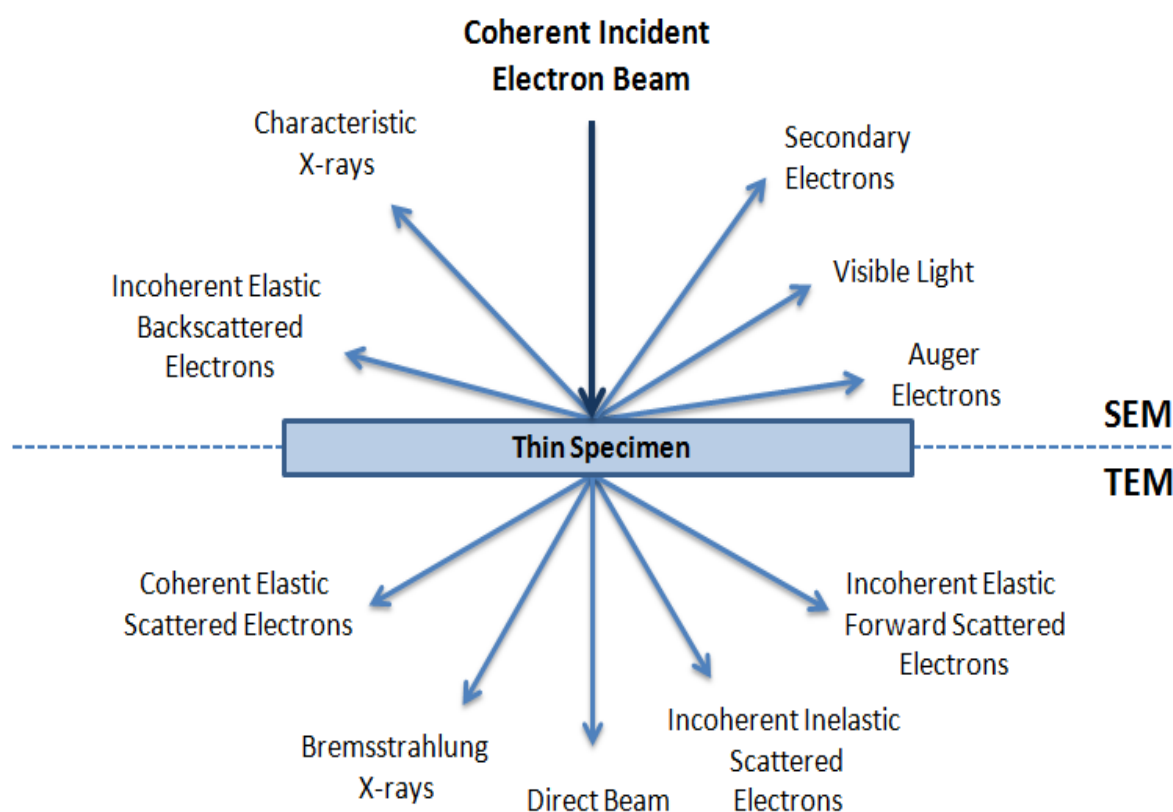 Coherent Incident
Electron Beam
Characteristic
X-rays
Secondary
Electrons
Incoherent Elastic
Backscattered
Electrons
Visible Light
Auger
Electrons
SEM
Thin Specimen
TEM
Coherent Elastic
Scattered Electrons
Incoherent Elastic
Forward Scattered
Electrons
Bremsstrahlung
X-rays
Direct Beam
Incoherent Inelastic
Scattered
Electrons